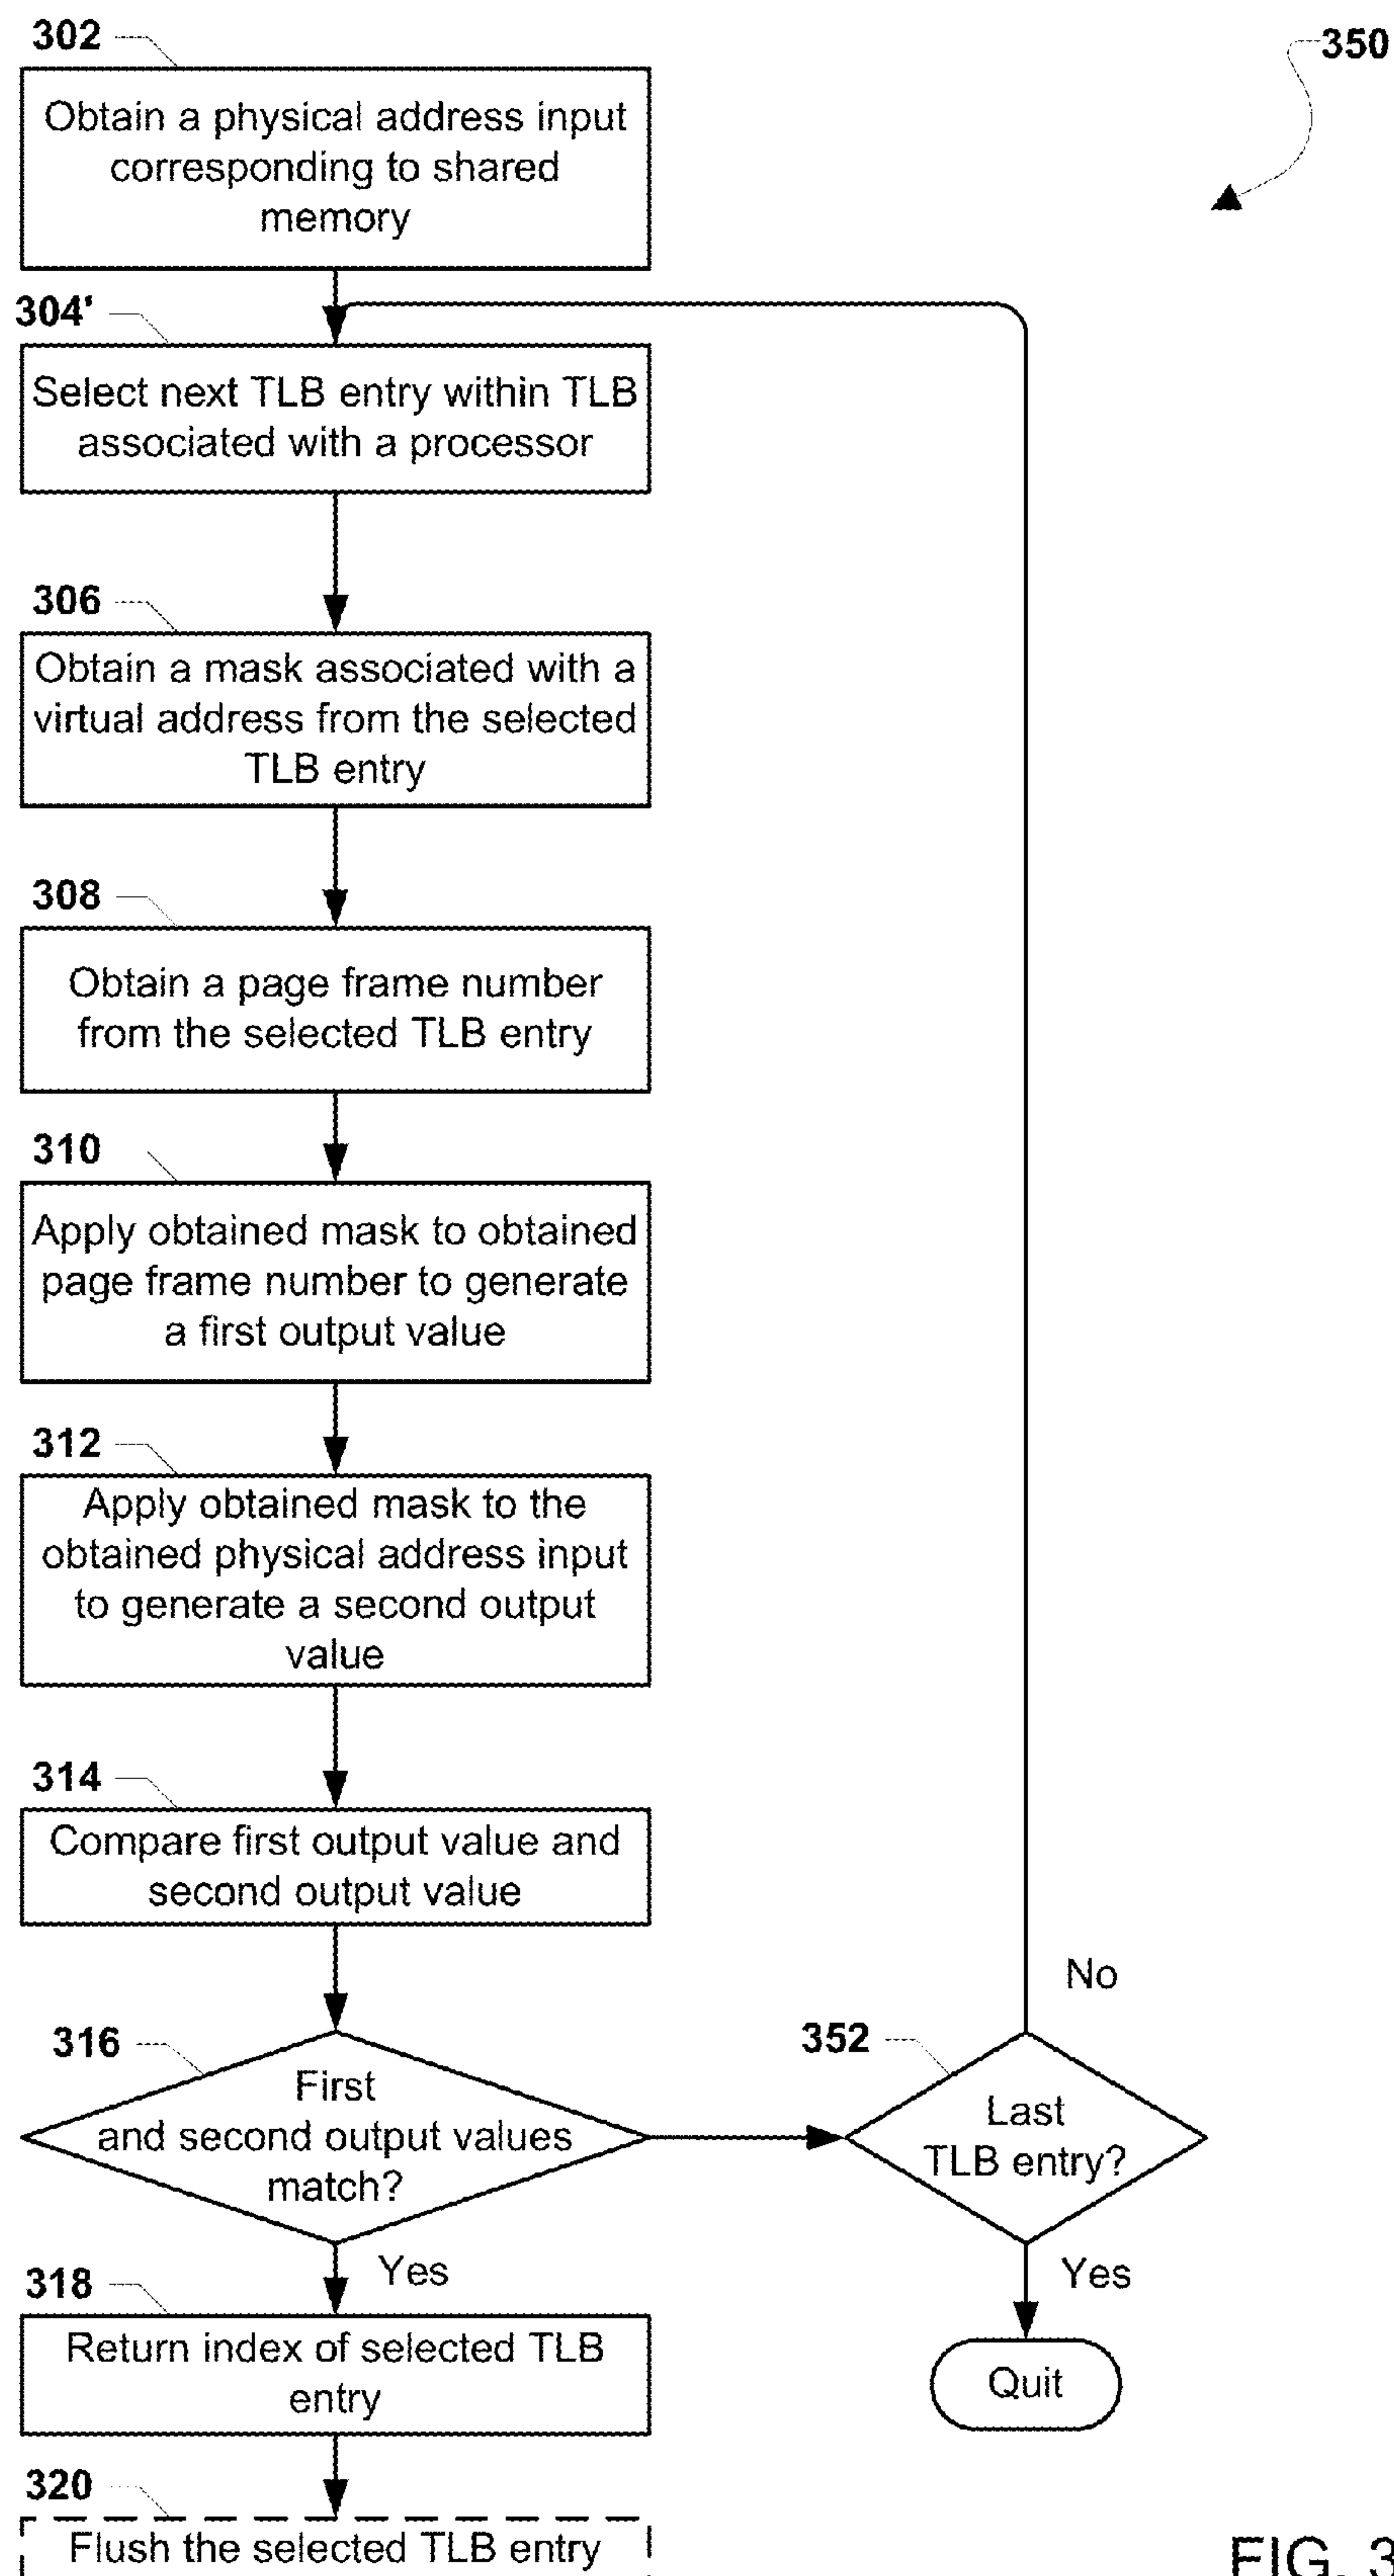 302
350
Obtain a physical address input
corresponding to shared
memory
304'
Select next TLB entry within TLB
associated with a processor
306
Obtain a mask associated with a
virtual address from the selected
TLB entry
308
Obtain a page frame number
from the selected TLB entry
310
Apply obtained mask to obtained
page frame number to generate
a first output value
312
Apply obtained mask to the
obtained physical address input
to generate a second output
value
314
Compare first output value and
second output value
No
316
352
First
and second output values
match?
Last
TLB entry?
Yes
Yes
318
Return index of selected TLB
entry
Quit
320
Flush the selected TLB entry
FIG. 3